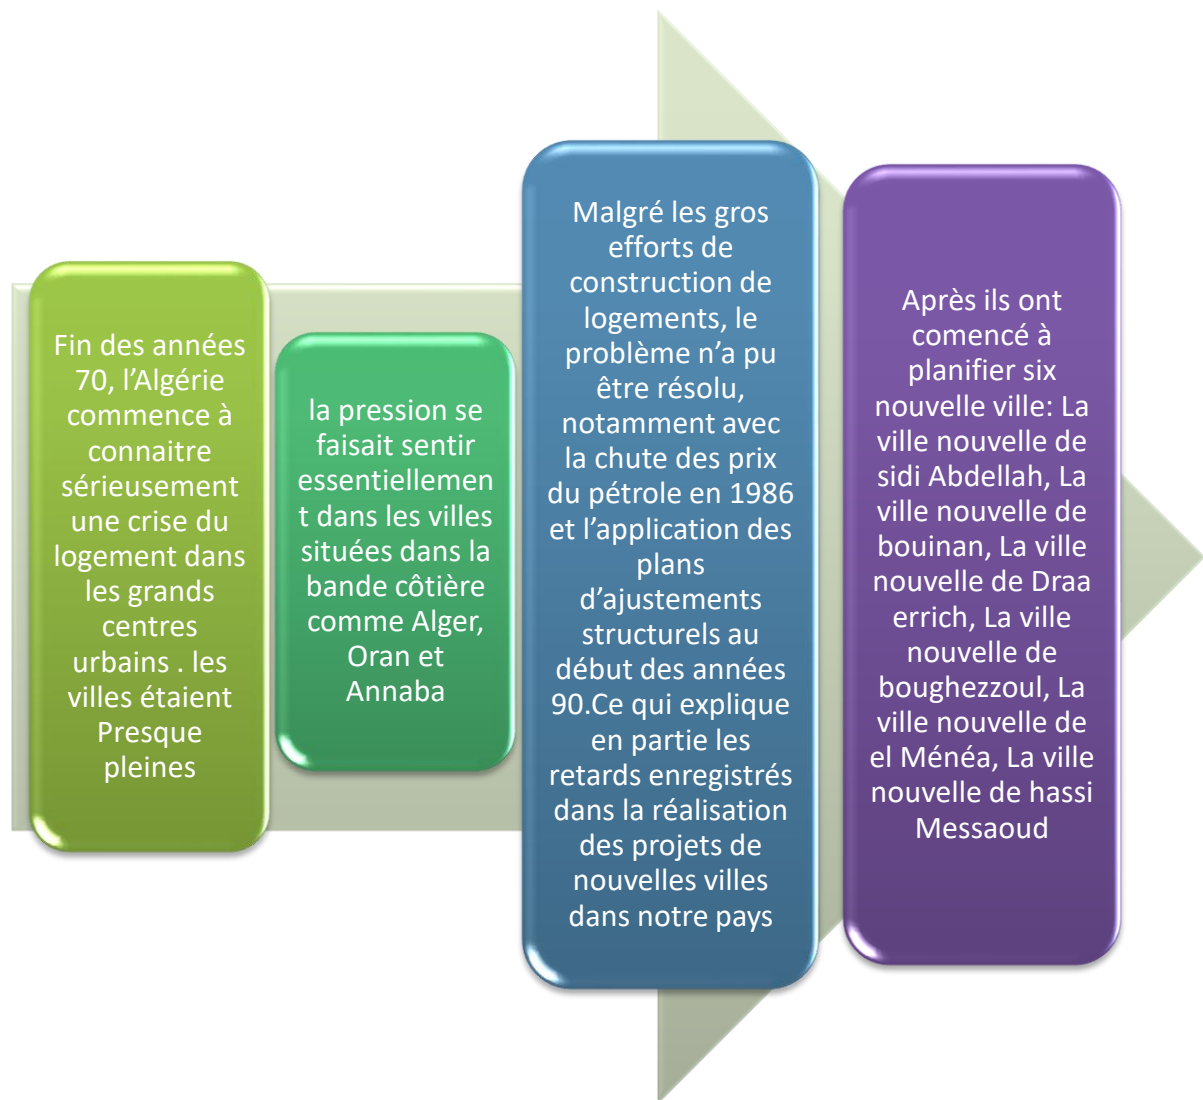 Fin des années
70, l’Algérie
commence à
connaitre
sérieusement
une crise du
logement dans
les grands
centres
urbains . les
villes étaient
Presque
pleines
la pression se
faisait sentir
essentiellemen
t dans les villes
situées dans la
bande côtière
comme Alger,
Oran et
Annaba
Malgré les gros
efforts de
construction de
logements, le
problème n’a pu
être résolu,
notamment avec
la chute des prix
du pétrole en 1986
et l’application des
plans
d’ajustements
structurels au
début des années
90.Ce qui explique
en partie les
retards enregistrés
dans la réalisation
des projets de
nouvelles villes
dans notre pays
Après ils ont
comencé à
planifier six
nouvelle ville: La
ville nouvelle de
sidi Abdellah, La
ville nouvelle de
bouinan, La ville
nouvelle de Draa
errich, La ville
nouvelle de
boughezzoul, La
ville nouvelle de
el Ménéa, La ville
nouvelle de hassi
Messaoud